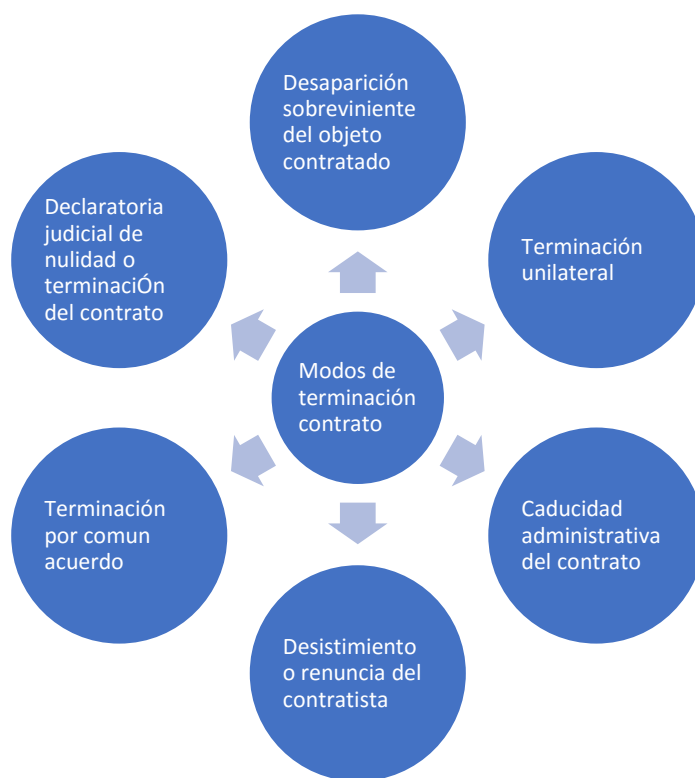 Desaparición
sobreviniente
del objeto
contratado
Declaratoria
judicial de
nulidad o
terminaciÓn
del contrato
Terminación
unilateral
Modos de
terminación
contrato
Terminación
por comun
acuerdo
Caducidad
administrativa
del contrato
Desistimiento
o renuncia del
contratista